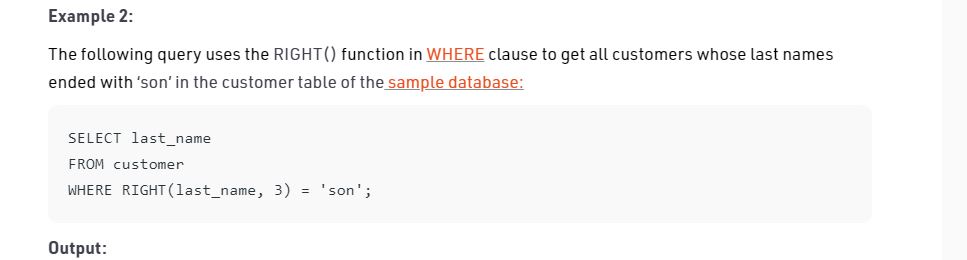 Example 2:
The following query uses the RIGHT() function in WHERE clause to get all customers whose last names
ended with ‘son’ in the customer table of the sample database:
SELECT last_name
FROM customer
WHERE RIGHT(last_name, 3) = 'son';
Output: